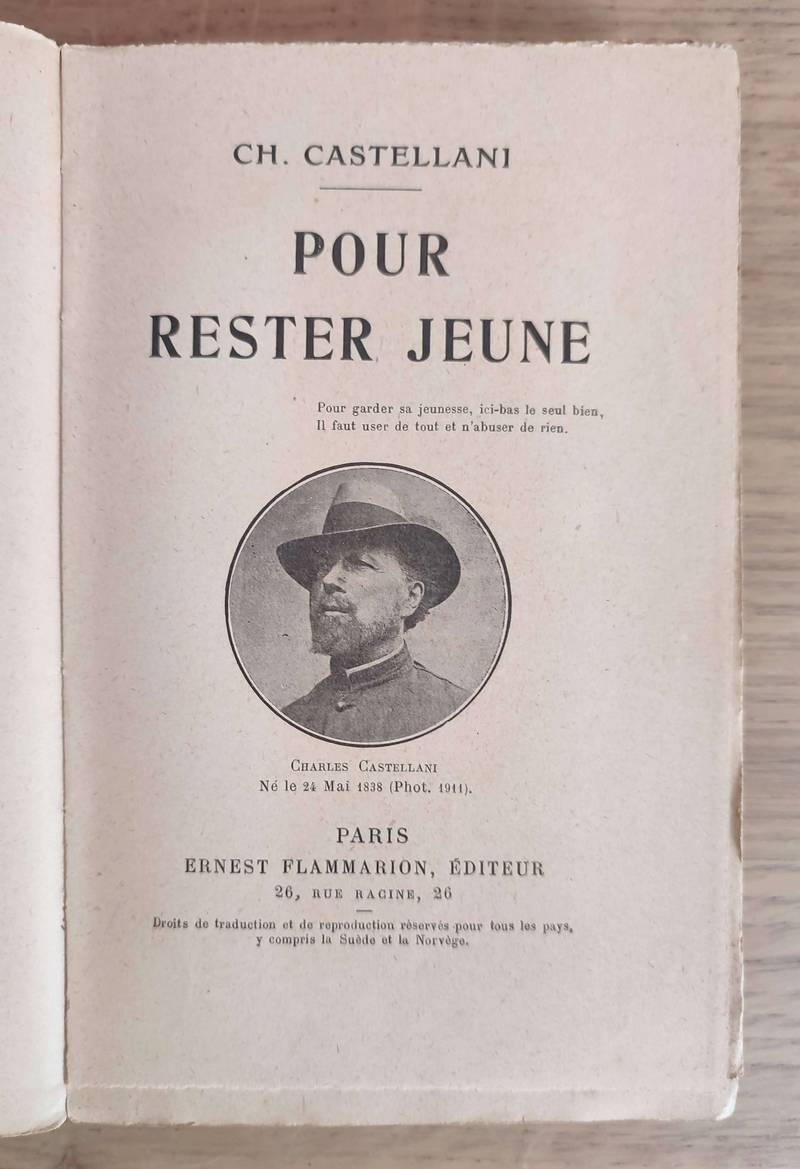 CH. CASTELLANI
POUR
RESTER JEUNE
Pour garder sa jeunesse, ici-bas le seul bien,
Il faut user de tout et n'abuser de rien.
CHARLES CASTELLANI
Né le 24 Mai 1838 (Phot. 1911).
PARIS
ERNEST FLAMMARION, ÉDITEUR
26, RUE RACINE, 26
Droits de traduction et de reproduction réservés pour tous les pays,
y compris la Suède et la Norvège.